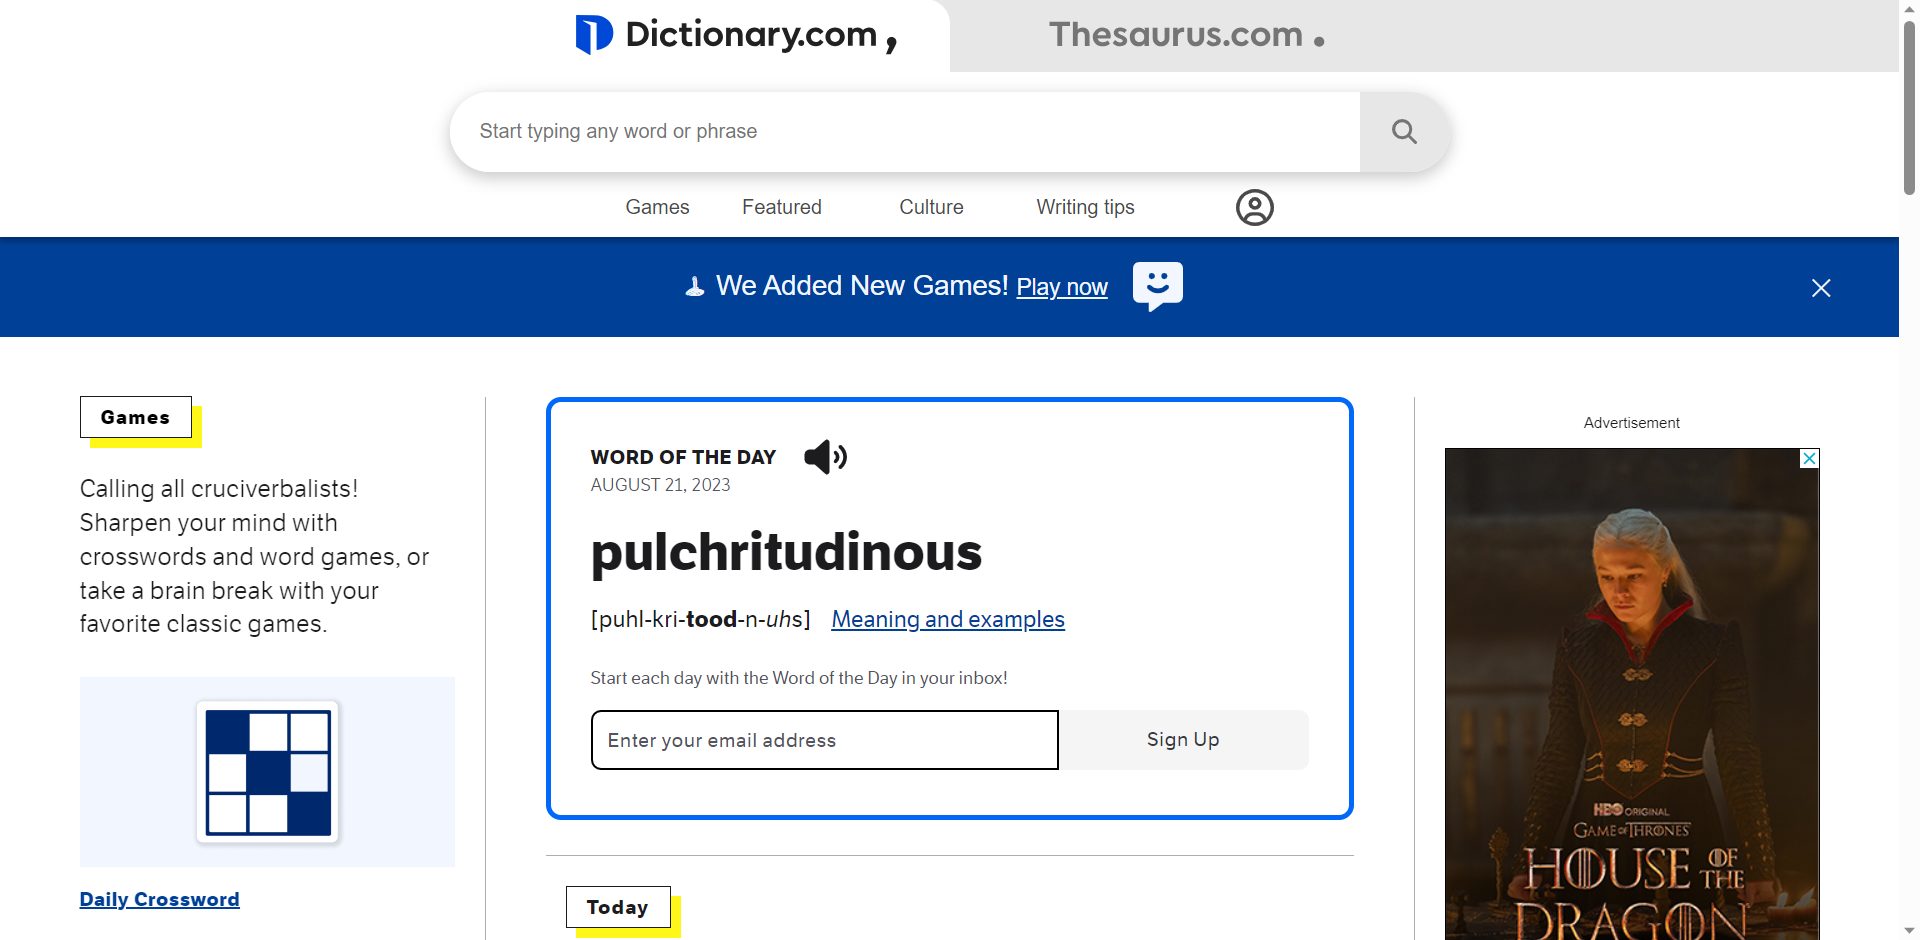 Dictionary.com
Thesaurus.com
Start typing any word or phrase
Games
Featured
Culture
Writing tips
We Added New Games! Play now
Games
Calling all cruciverbalists!
Sharpen your mind with
crosswords and word games, or
take a brain break with your
favorite classic games.
Daily Crossword
WORD OF THE DAY
AUGUST 21, 2023
pulchritudinous
[puhl-kri-tood-n-uhs] Meaning and examples
Start each day with the Word of the Day in your inbox!
Enter your email address
Sign Up
Today
Advertisement
HBO ORIGINAL
GAME OF THRONES
HOUSE OF THE
DRAGON